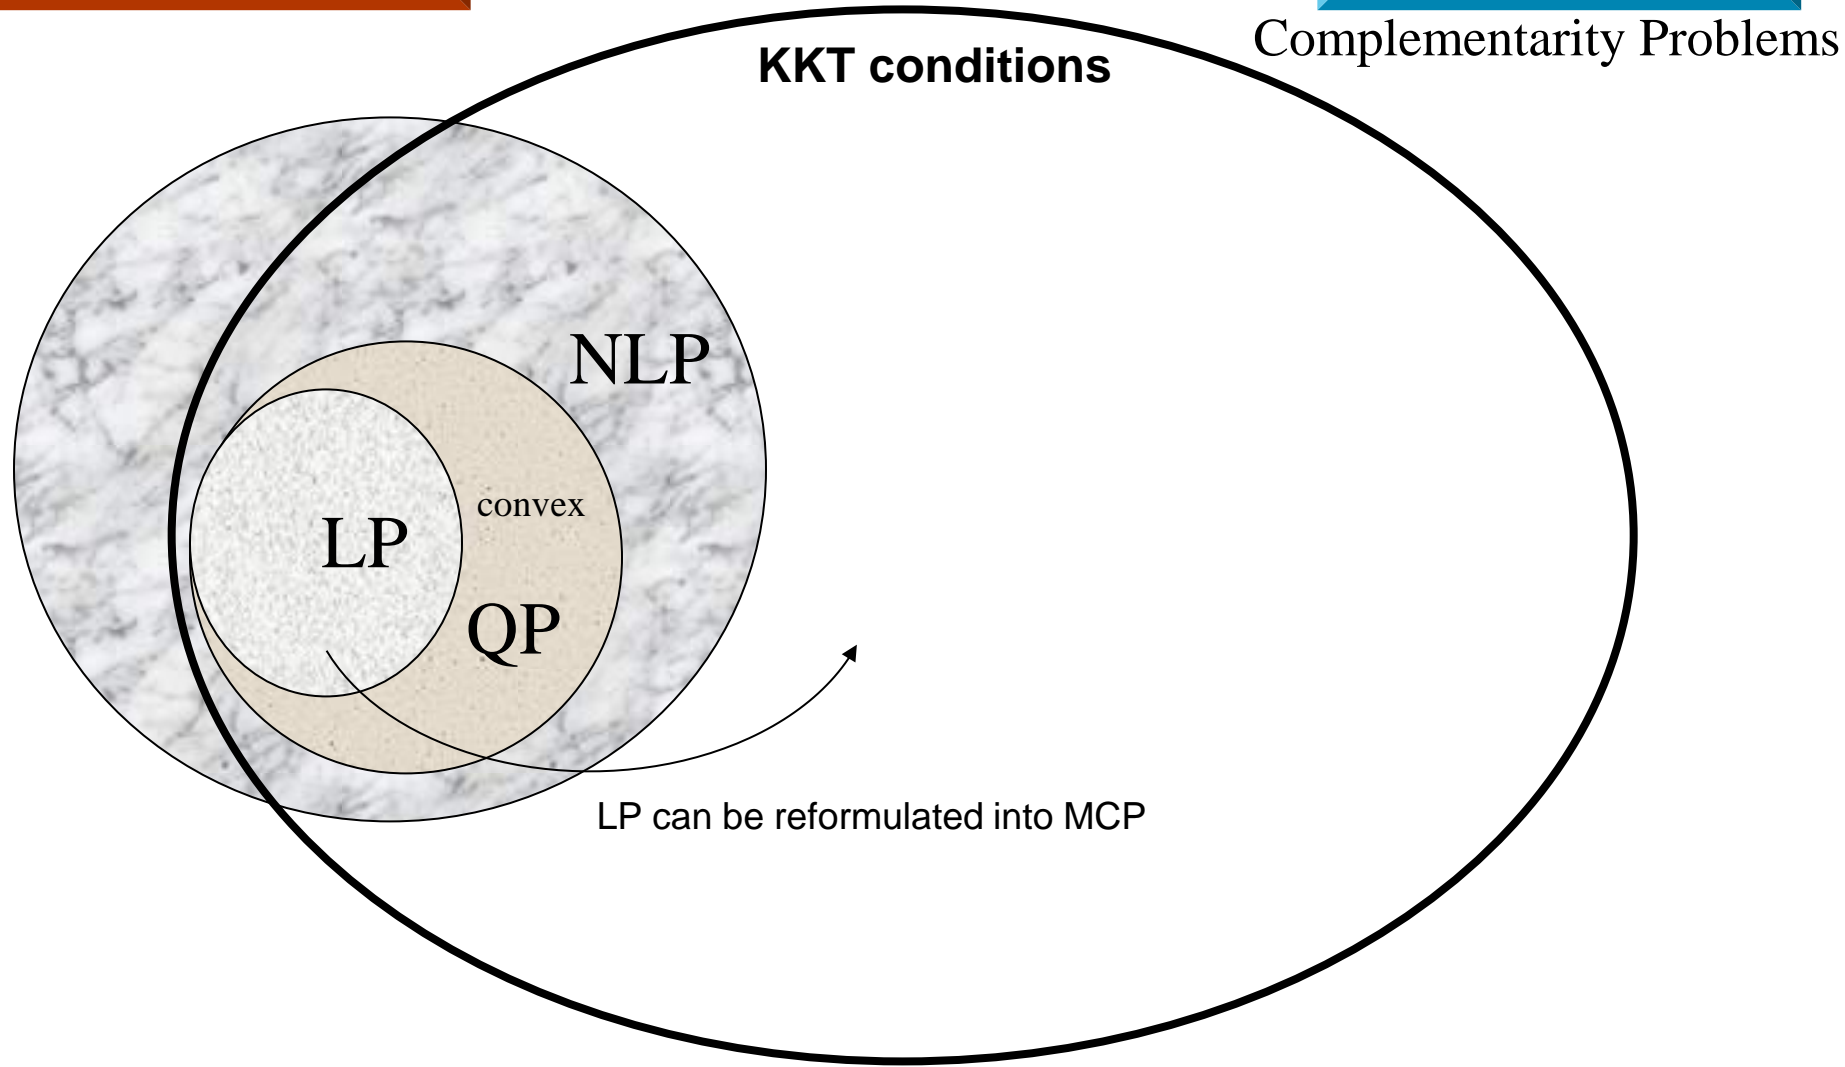 Complementarity Problems
KKT conditions
NLP
convex
LP
QP
LP can be reformulated into MCP